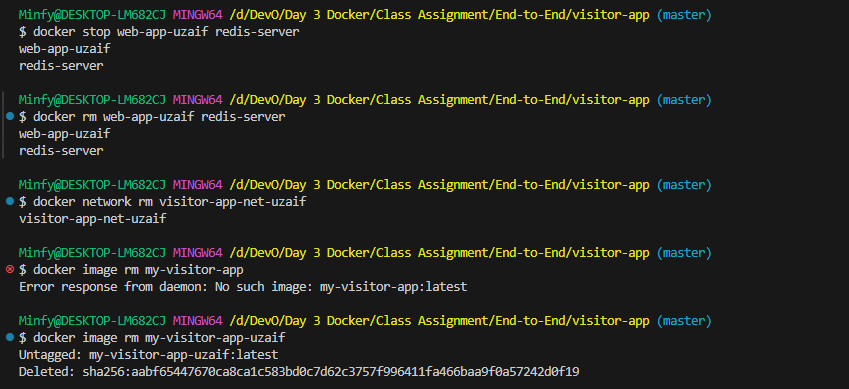 Minfy@DESKTOP-LM682CJ MINGW64 /d/DevO/Day 3 Docker/Class Assignment/End-to-End/visitor-app (master)
$ docker stop web-app-uzaif redis-server
web-app-uzaif
redis-server
Minfy@DESKTOP-LM682CJ MINGW64 /d/DevO/Day 3 Docker/Class Assignment/End-to-End/visitor-app (master)
$ docker rm web-app-uzaif redis-server
web-app-uzaif
redis-server
Minfy@DESKTOP-LM682CJ MINGW64 /d/DevO/Day 3 Docker/Class Assignment/End-to-End/visitor-app (master)
$ docker network rm visitor-app-net-uzaif
visitor-app-net-uzaif
Minfy@DESKTOP-LM682CJ MINGW64 /d/DevO/Day 3 Docker/Class Assignment/End-to-End/visitor-app (master)
$ docker image rm my-visitor-app
Error response from daemon: No such image: my-visitor-app:latest
Minfy@DESKTOP-LM682CJ MINGW64 /d/DevO/Day 3 Docker/Class Assignment/End-to-End/visitor-app (master)
$ docker image rm my-visitor-app-uzaif
Untagged: my-visitor-app-uzaif:latest
Deleted: sha256:aabf65447670ca8ca1c583bd0c7d62c3757f996411fa466baa9f0a57242d0f19